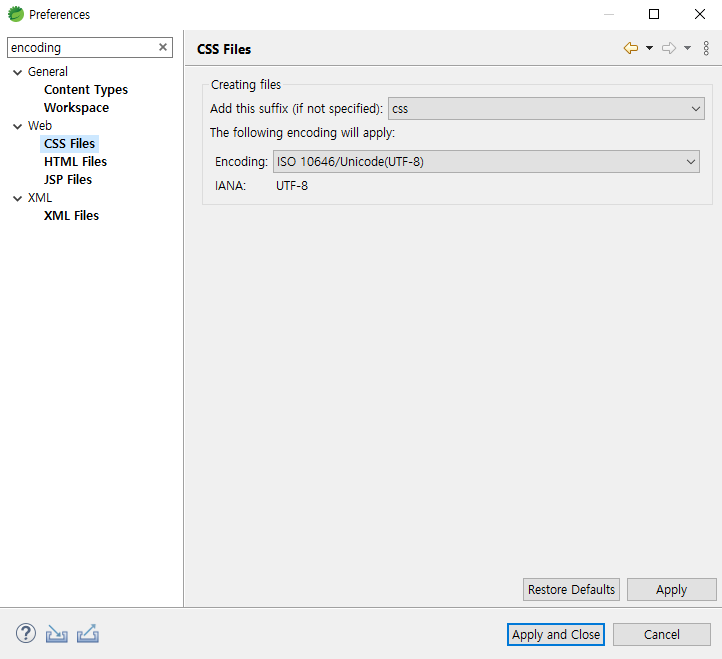 Preferences
encoding
General
Content Types
Workspace
Web
CSS Files
HTML Files
JSP Files
XML
XML Files
CSS Files
Creating files
Add this suffix (if not specified): css
The following encoding will apply:
Encoding: ISO 10646/Unicode(UTF-8)
IANA: UTF-8
Restore Defaults Apply
Apply and Close Cancel